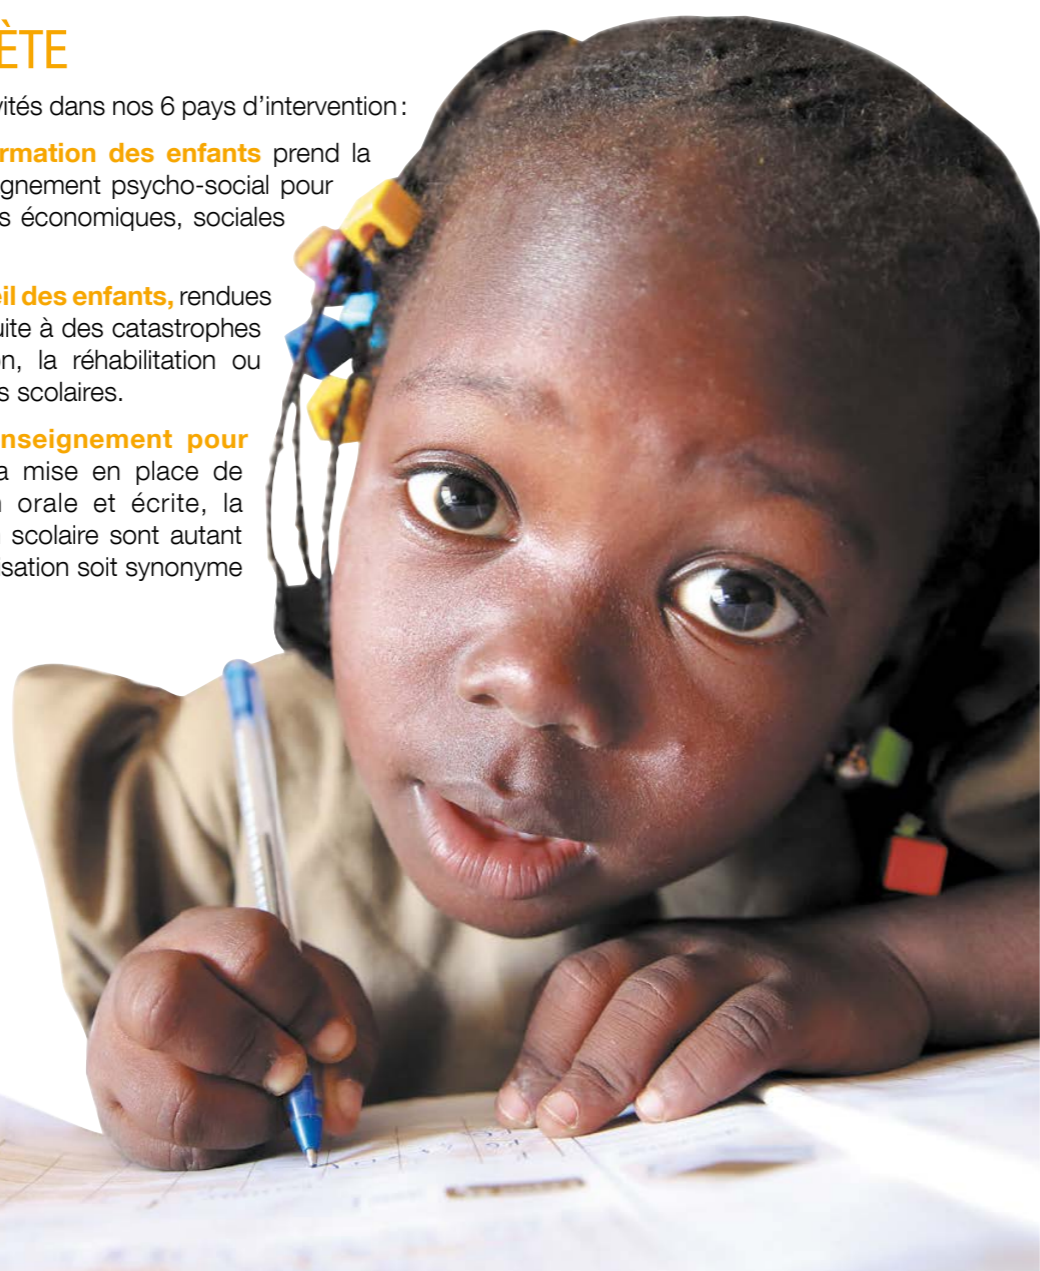 ÈTE
vités dans nos 6 pays d’intervention :
rmation des enfants prend la
gnement psycho-social pour
s économiques, sociales
il des enfants, rendues
uite à des catastrophes
on, la réhabilitation ou
s scolaires.
nseignement pour
a mise en place de
n orale et écrite, la
scolaire sont autant
isation soit synonyme